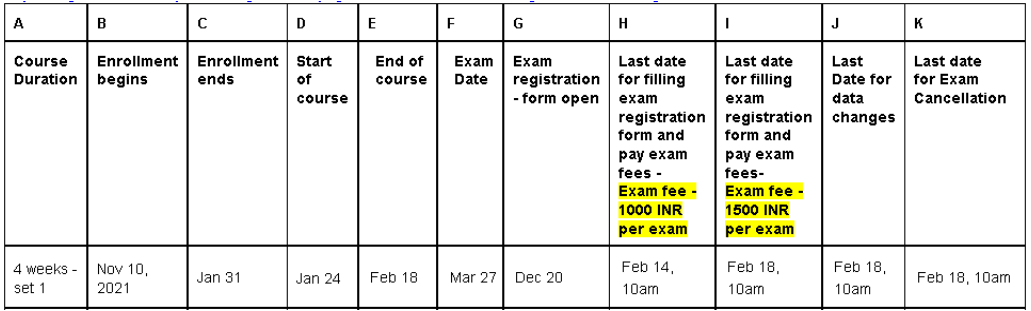 A B C D E F G H I J K
Course Duration
Enrollment begins
Enrollment ends
Start of course
End of course
Exam Date
Exam registration - form open
Last date for filling exam registration form and pay exam fees - Exam fee - 1000 INR per exam
Last date for filling exam registration form and pay exam fees- Exam fee - 1500 INR per exam
Last Date for data changes
Last date for Exam Cancellation
4 weeks - set 1
Nov 10, 2021
Jan 31
Jan 24
Feb 18
Mar 27
Dec 20
Feb 14, 10am
Feb 18, 10am
Feb 18, 10am
Feb 18, 10am